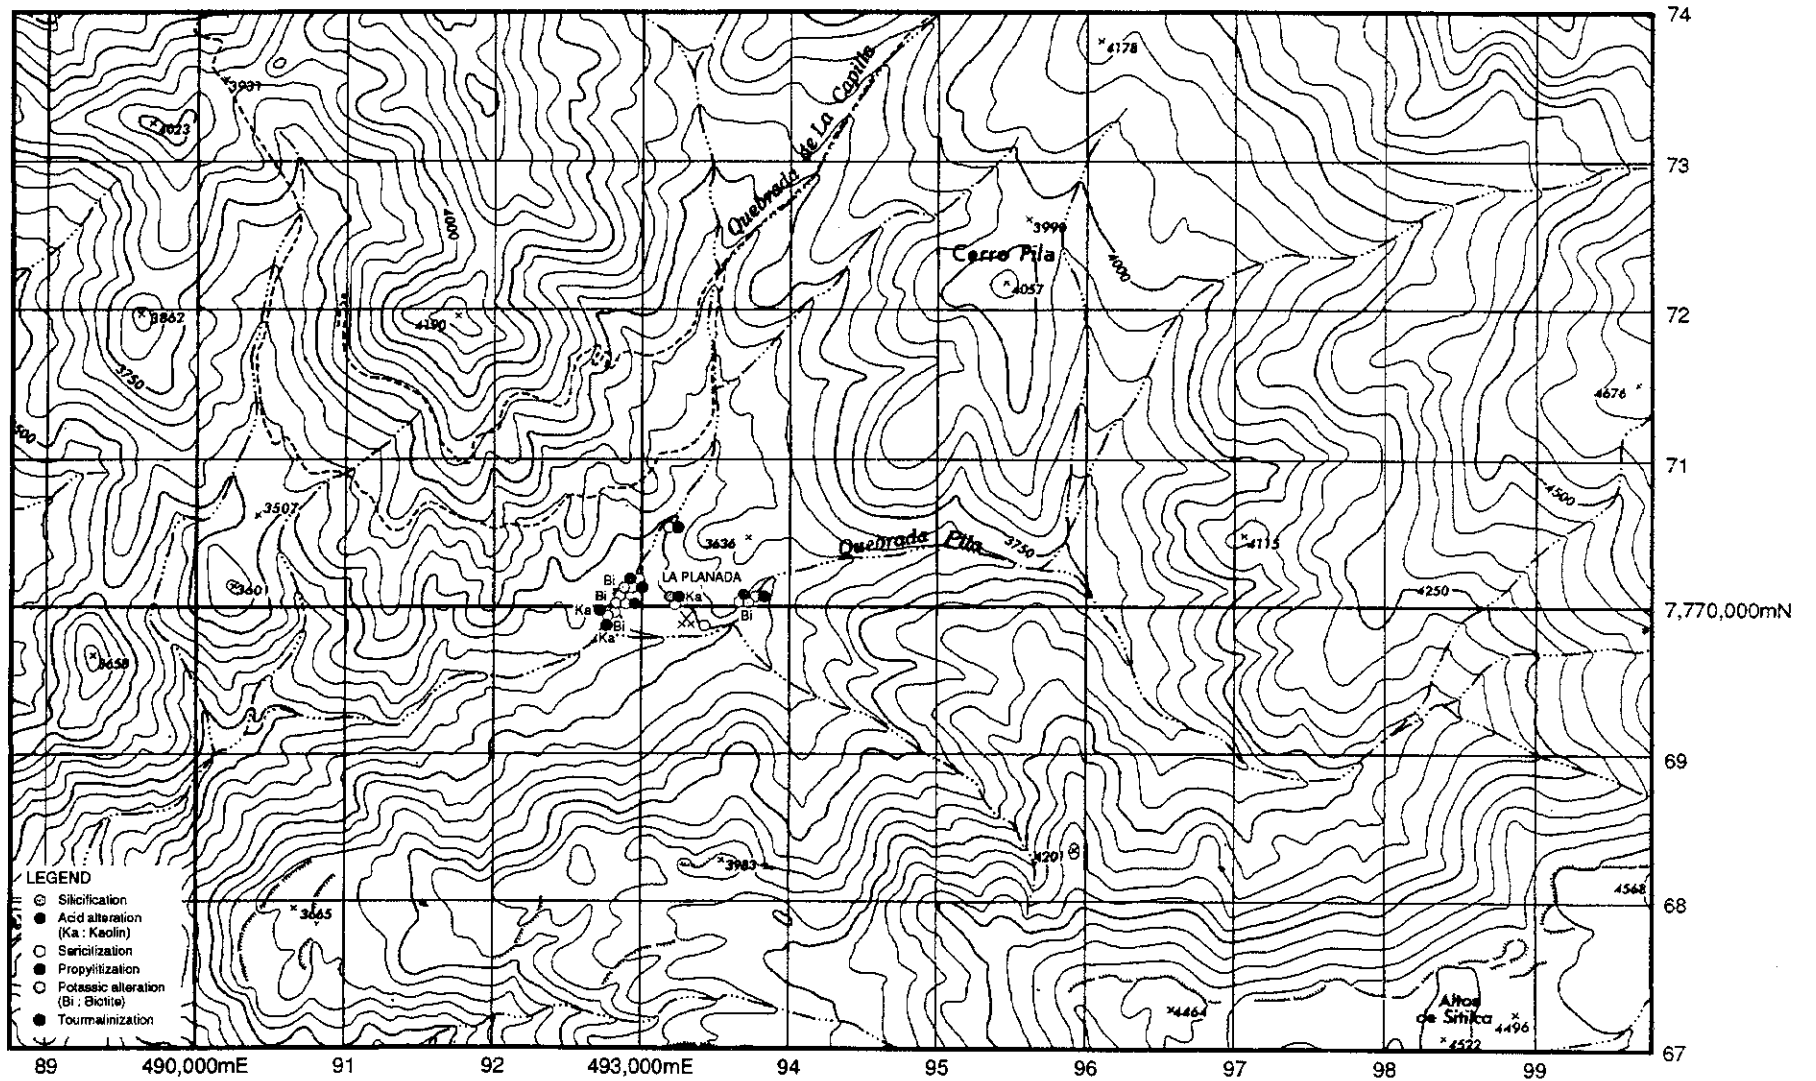 74
4178
Quebrada de La Capilla
3931
4023
73
4000
3990
Cerro Pila
4000
4057
3862
4190
72
3750
4676
500
71
4500
3507
3636
Quebrada Pila
3750
4115
Bi
LA PLANADA
3601
Bi
Ka
4250
Ka
Bi
7,770,000mN
Bi
xx
Ka
3658
69
4201
3983
4568
LEGEND
Silicification
Acid alteration
(Ka : Kaolin)
Sericilization
Propylitization
Potassic alteration
(Bi ; Biotite)
Tourmalinization
3665
68
Altos
de Sitilca
4464
4496
4522
67
89
490,000mE
91
92
493,000mE
94
95
96
97
98
99